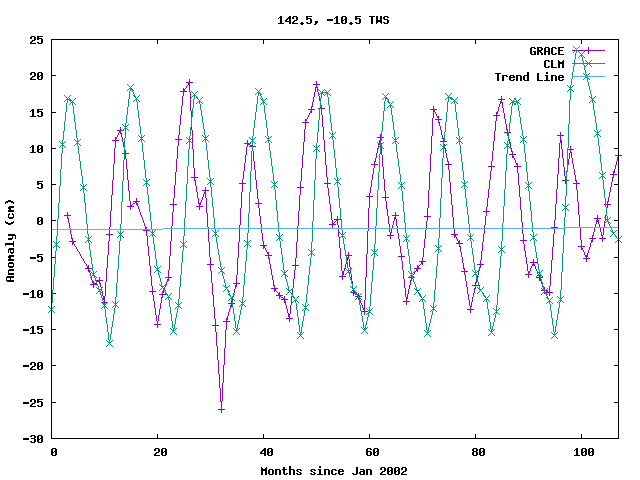 142.5, -10.5 TWS
GRACE
CLM
Trend Line
25
20
15
10
5
0
-5
-10
-15
-20
-25
-30
Anomaly (cm)
0 20 40 60 80 100
Months since Jan 2002